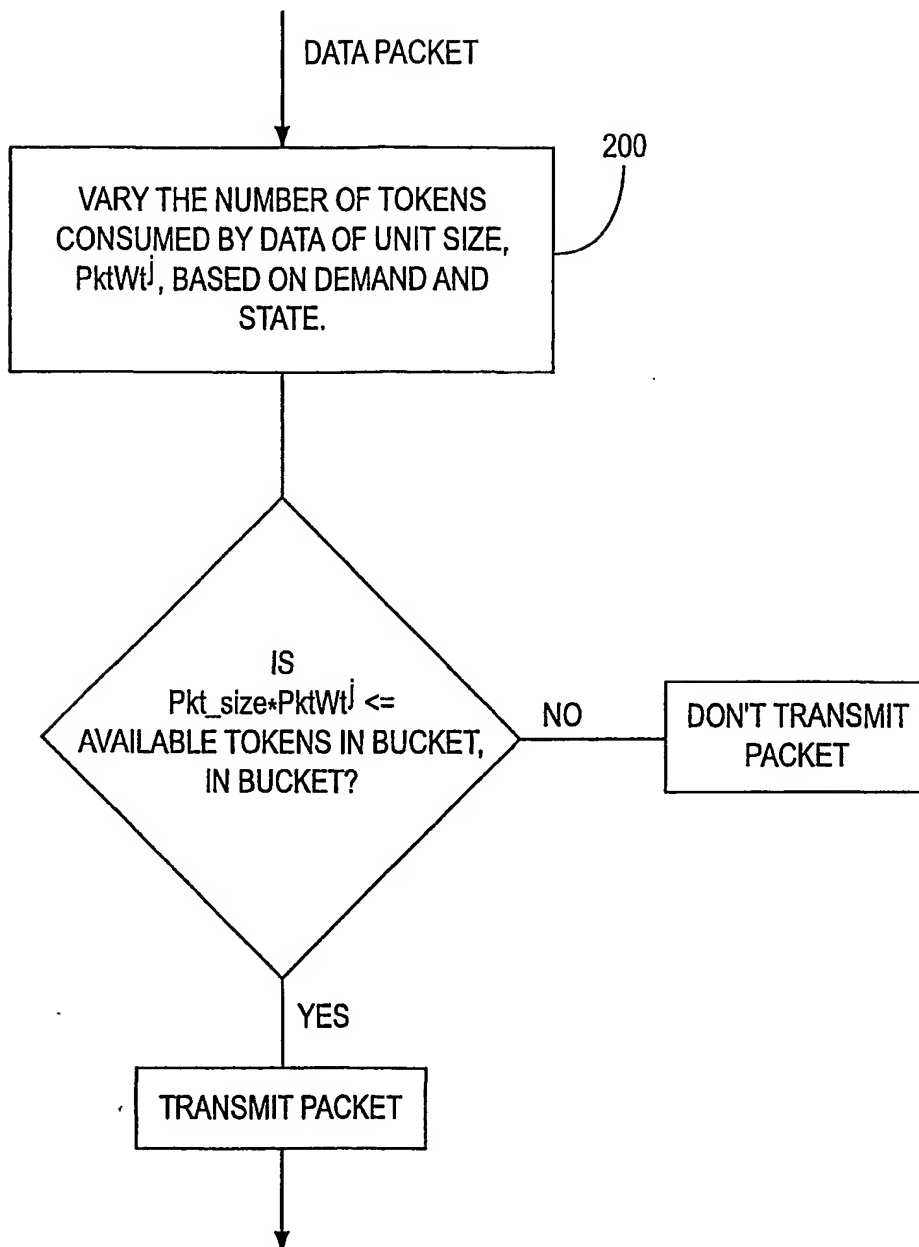 DATA PACKET
200
VARY THE NUMBER OF TOKENS
CONSUMED BY DATA OF UNIT SIZE,
PktWtʲ, BASED ON DEMAND AND
STATE.
IS
Pkt_size*PktWtʲ <=
AVAILABLE TOKENS IN BUCKET,
IN BUCKET?
NO
DON'T TRANSMIT
PACKET
YES
TRANSMIT PACKET